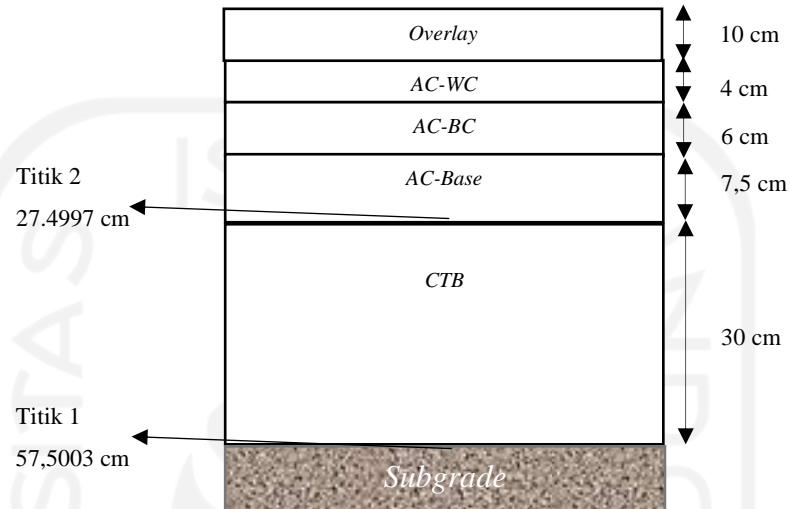 Overlay
10 cm
AC-WC
4 cm
AC-BC
6 cm
AC-Base
7,5 cm
Titik 2
27.4997 cm
CTB
30 cm
Titik 1
57,5003 cm
Subgrade